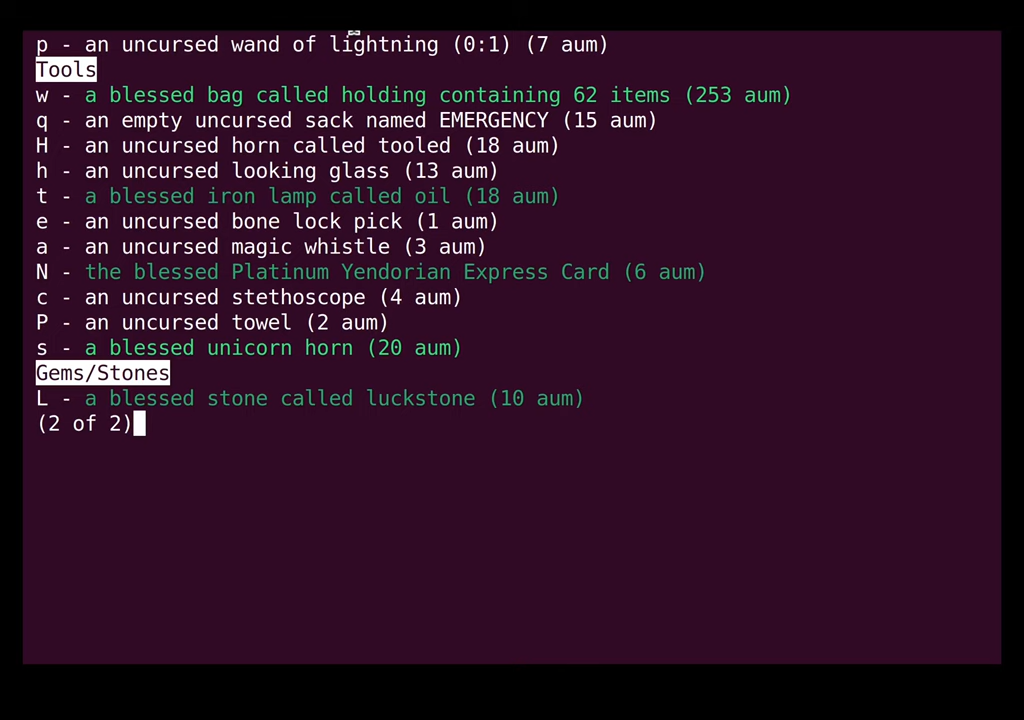 p - an uncursed wand of lightning (0:1) (7 aum)
Tools
w - a blessed bag called holding containing 62 items (253 aum)
q - an empty uncursed sack named EMERGENCY (15 aum)
H - an uncursed horn called tooled (18 aum)
h - an uncursed looking glass (13 aum)
t - a blessed iron lamp called oil (18 aum)
e - an uncursed bone lock pick (1 aum)
a - an uncursed magic whistle (3 aum)
N - the blessed Platinum Yendorian Express Card (6 aum)
c - an uncursed stethoscope (4 aum)
P - an uncursed towel (2 aum)
s - a blessed unicorn horn (20 aum)
Gems/Stones
L - a blessed stone called luckstone (10 aum)
(2 of 2)